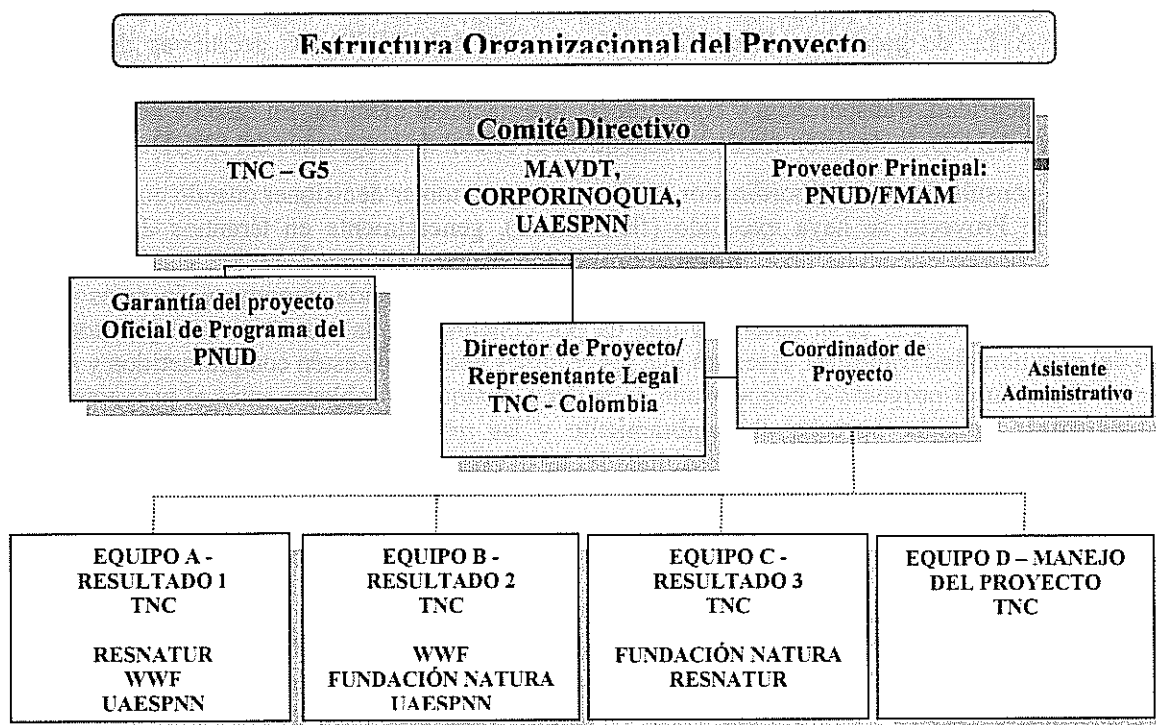 Estructura Organizacional del Proyecto
Comité Directivo
TNC – G5
MAVDT,
CORPORINOQUIA,
UAESPNN
Proveedor Principal:
PNUD/FMAM
Garantía del proyecto
Oficial de Programa del
PNUD
Director de Proyecto/
Representante Legal
TNC - Colombia
Coordinador de
Proyecto
Asistente
Administrativo
EQUIPO A -
RESULTADO 1
TNC
RESNATUR
WWF
UAESPNN
EQUIPO B -
RESULTADO 2
TNC
WWF
FUNDACIÓN NATURA
UAESPNN
EQUIPO C -
RESULTADO 3
TNC
FUNDACIÓN NATURA
RESNATUR
EQUIPO D – MANEJO
DEL PROYECTO
TNC